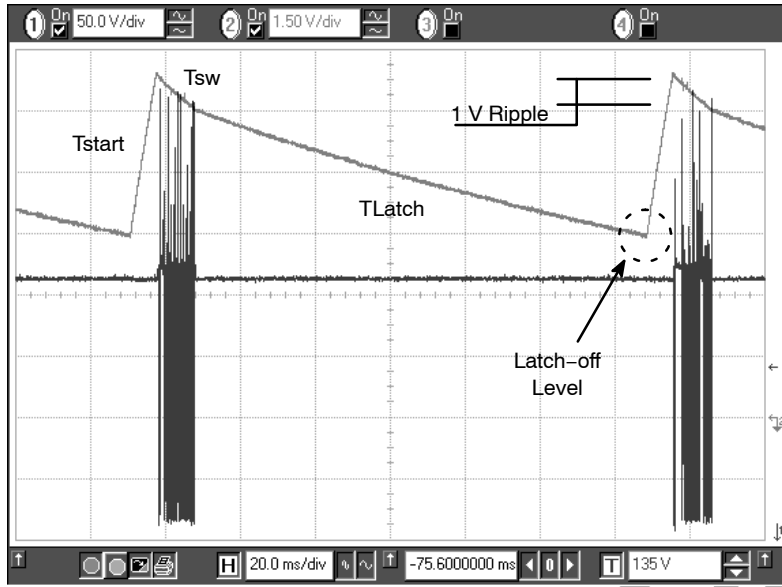 1 On 50.0 V/div 2 On 1.50 V/div 3 On 4 On
Tsw
Tstart
1 V Ripple
TLatch
Latch−off
Level
H 20.0 ms/div -75.6000000 ms 0 T 135 V